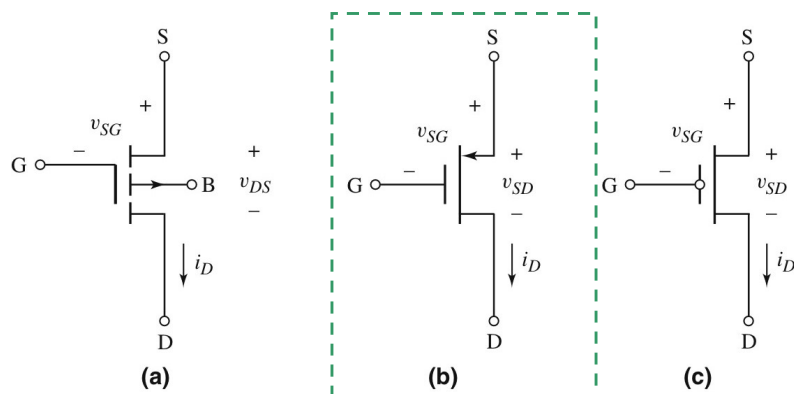 S
+
v_SG
−
G
+
v_DS
−
B
i_D
D
(a)
S
+
v_SG
−
G
+
v_SD
−
i_D
D
(b)
S
+
v_SG
−
G
+
v_SD
−
i_D
D
(c)